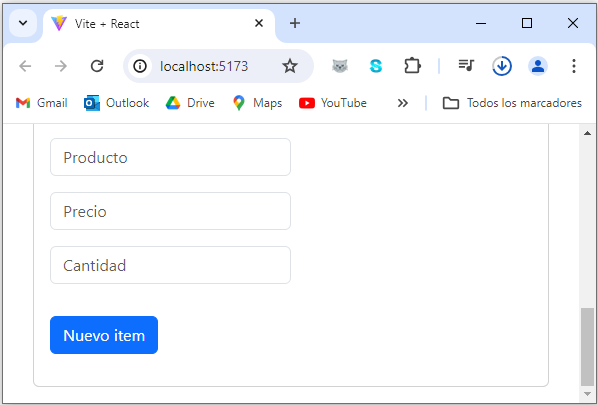 Vite + React
localhost:5173
Gmail Outlook Drive Maps YouTube » Todos los marcadores
Producto
Precio
Cantidad
Nuevo item